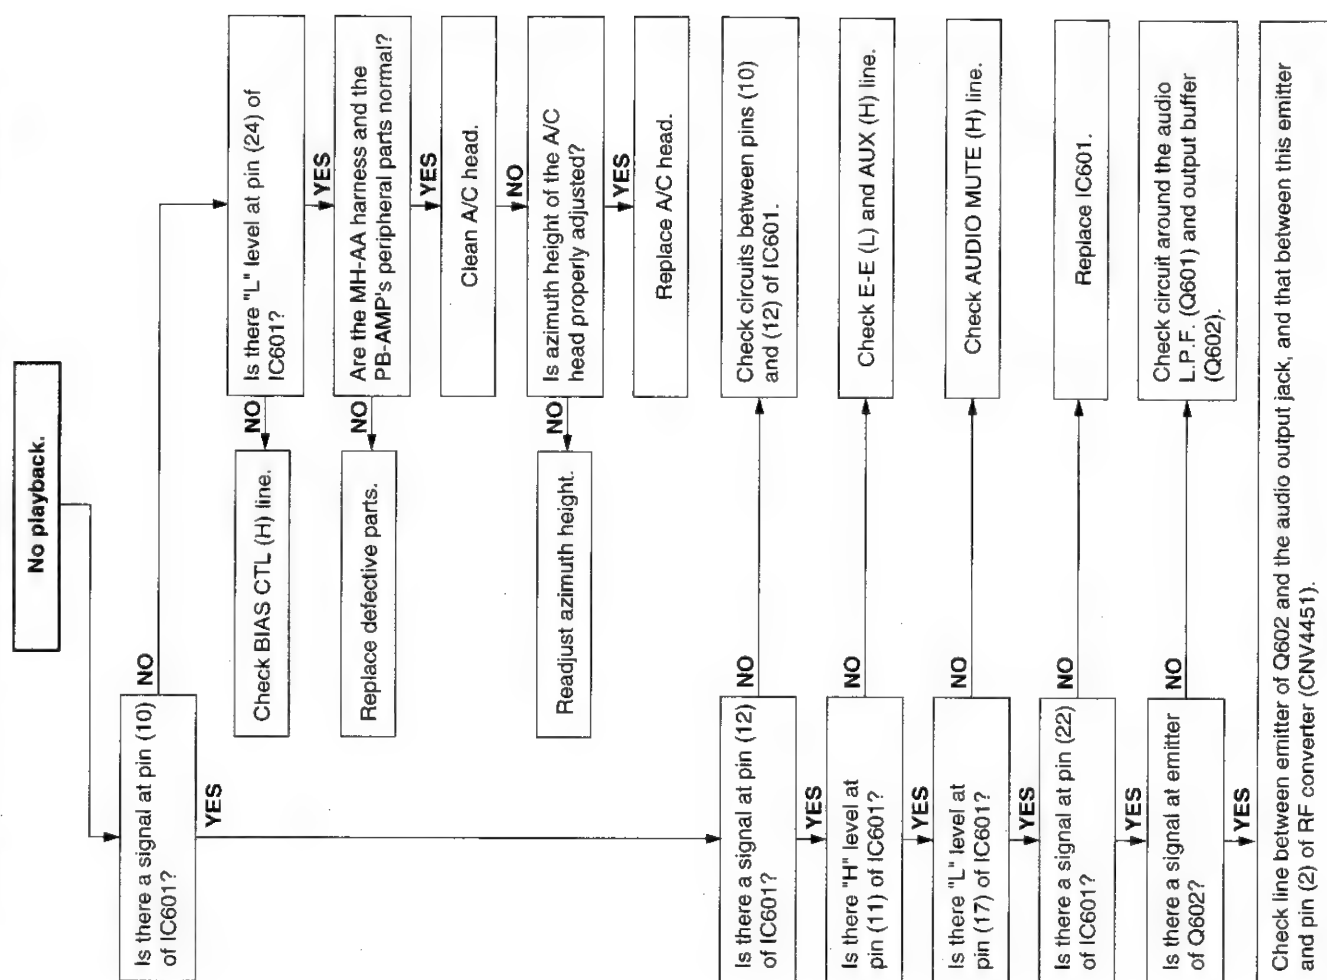 No playback.
Is there a signal at pin (10)
of IC601?
NO
YES
Is there "L" level at pin (24) of
IC601?
NO
YES
Check BIAS CTL (H) line.
Are the MH-AA harness and the
PB-AMP's peripheral parts normal?
NO
YES
Replace defective parts.
Clean A/C head.
NO
Is azimuth height of the A/C
head properly adjusted?
NO
YES
Readjust azimuth height.
Replace A/C head.
Is there a signal at pin (12)
of IC601?
NO
YES
Check circuits between pins (10)
and (12) of IC601.
Is there "H" level at
pin (11) of IC601?
NO
YES
Check E-E (L) and AUX (H) line.
Is there "L" level at
pin (17) of IC601?
NO
YES
Check AUDIO MUTE (H) line.
Is there a signal at pin (22)
of IC601?
NO
YES
Replace IC601.
Is there a signal at emitter
of Q602?
NO
YES
Check circuit around the audio
L.P.F. (Q601) and output buffer
(Q602).
Check line between emitter of Q602 and the audio output jack, and that between this emitter
and pin (2) of RF converter (CNV4451).